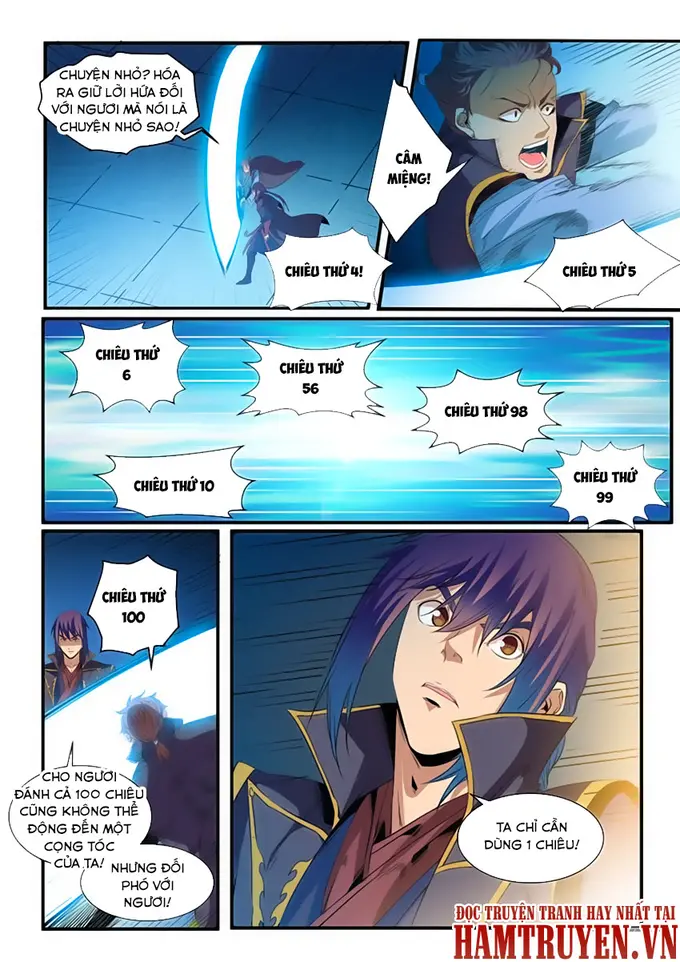 CHUYỆN NHỎ? HÓA
RA GIỮ LỜI HỨA ĐỐI
VỚI NGƯƠI MÀ NÓI LÀ
CHUYỆN NHỎ SAO!
CHIÊU THỨ 4!
CÂM
MIỆNG!
CHIÊU THỨ 5
CHIÊU THỨ
6
CHIÊU THỨ
56
CHIÊU THỨ 98
CHIÊU THỨ 10
CHIÊU THỨ
99
CHIÊU THỨ
100
CHO NGƯƠI
ĐÁNH CẢ 100 CHIÊU
CŨNG KHÔNG THỂ
ĐỘNG ĐẾN MỘT
CỌNG TÓC
CỦA TA!
NHƯNG ĐỐI
PHÓ VỚI
NGƯƠI!
TA CHỈ CẦN
DÙNG 1 CHIÊU!
ĐỌC TRUYỆN TRANH HAY NHẤT TẠI
HAMTRUYEN.VN